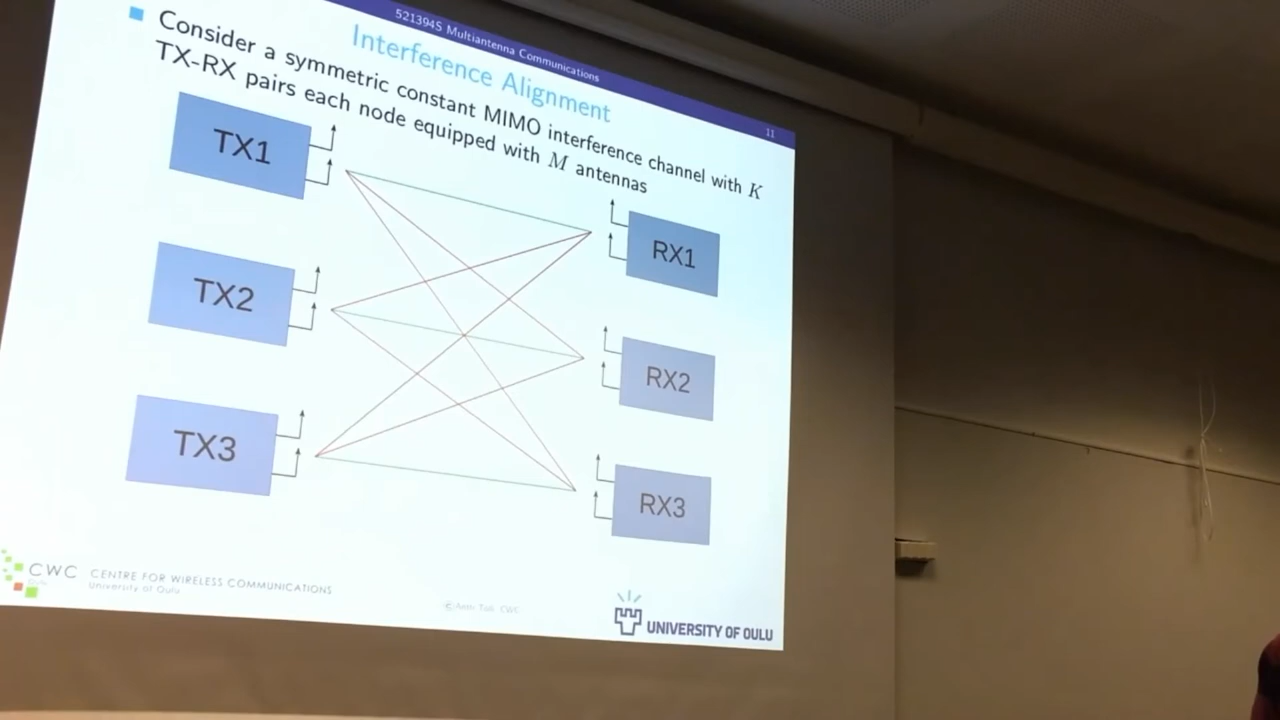 521394S Multiantenna Communications
11
Interference Alignment
Consider a symmetric constant MIMO interference channel with K
TX-RX pairs each node equipped with M antennas
TX1
TX2
TX3
RX1
RX2
RX3
CWC
CENTRE FOR WIRELESS COMMUNICATIONS
University of Oulu
UNIVERSITY OF OULU